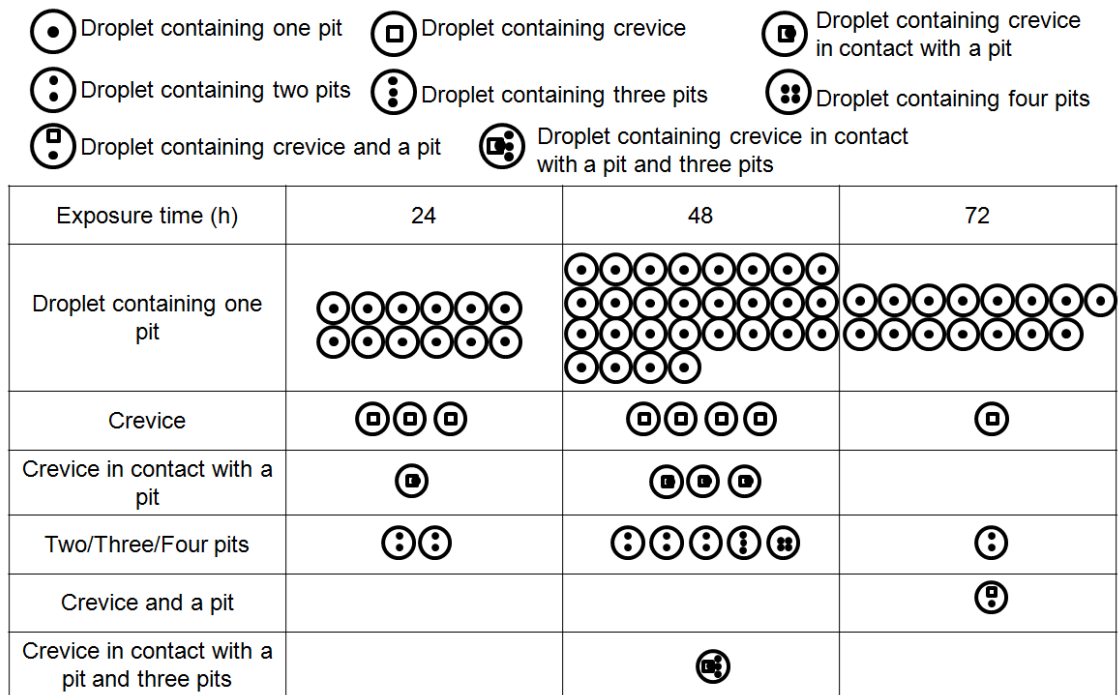 Droplet containing one pit
Droplet containing crevice
Droplet containing crevice
in contact with a pit
Droplet containing two pits
Droplet containing three pits
Droplet containing four pits
Droplet containing crevice and a pit
Droplet containing crevice in contact
with a pit and three pits
Exposure time (h)
24
48
72
Droplet containing one
pit
Crevice
Crevice in contact with a
pit
Two/Three/Four pits
Crevice and a pit
Crevice in contact with a
pit and three pits